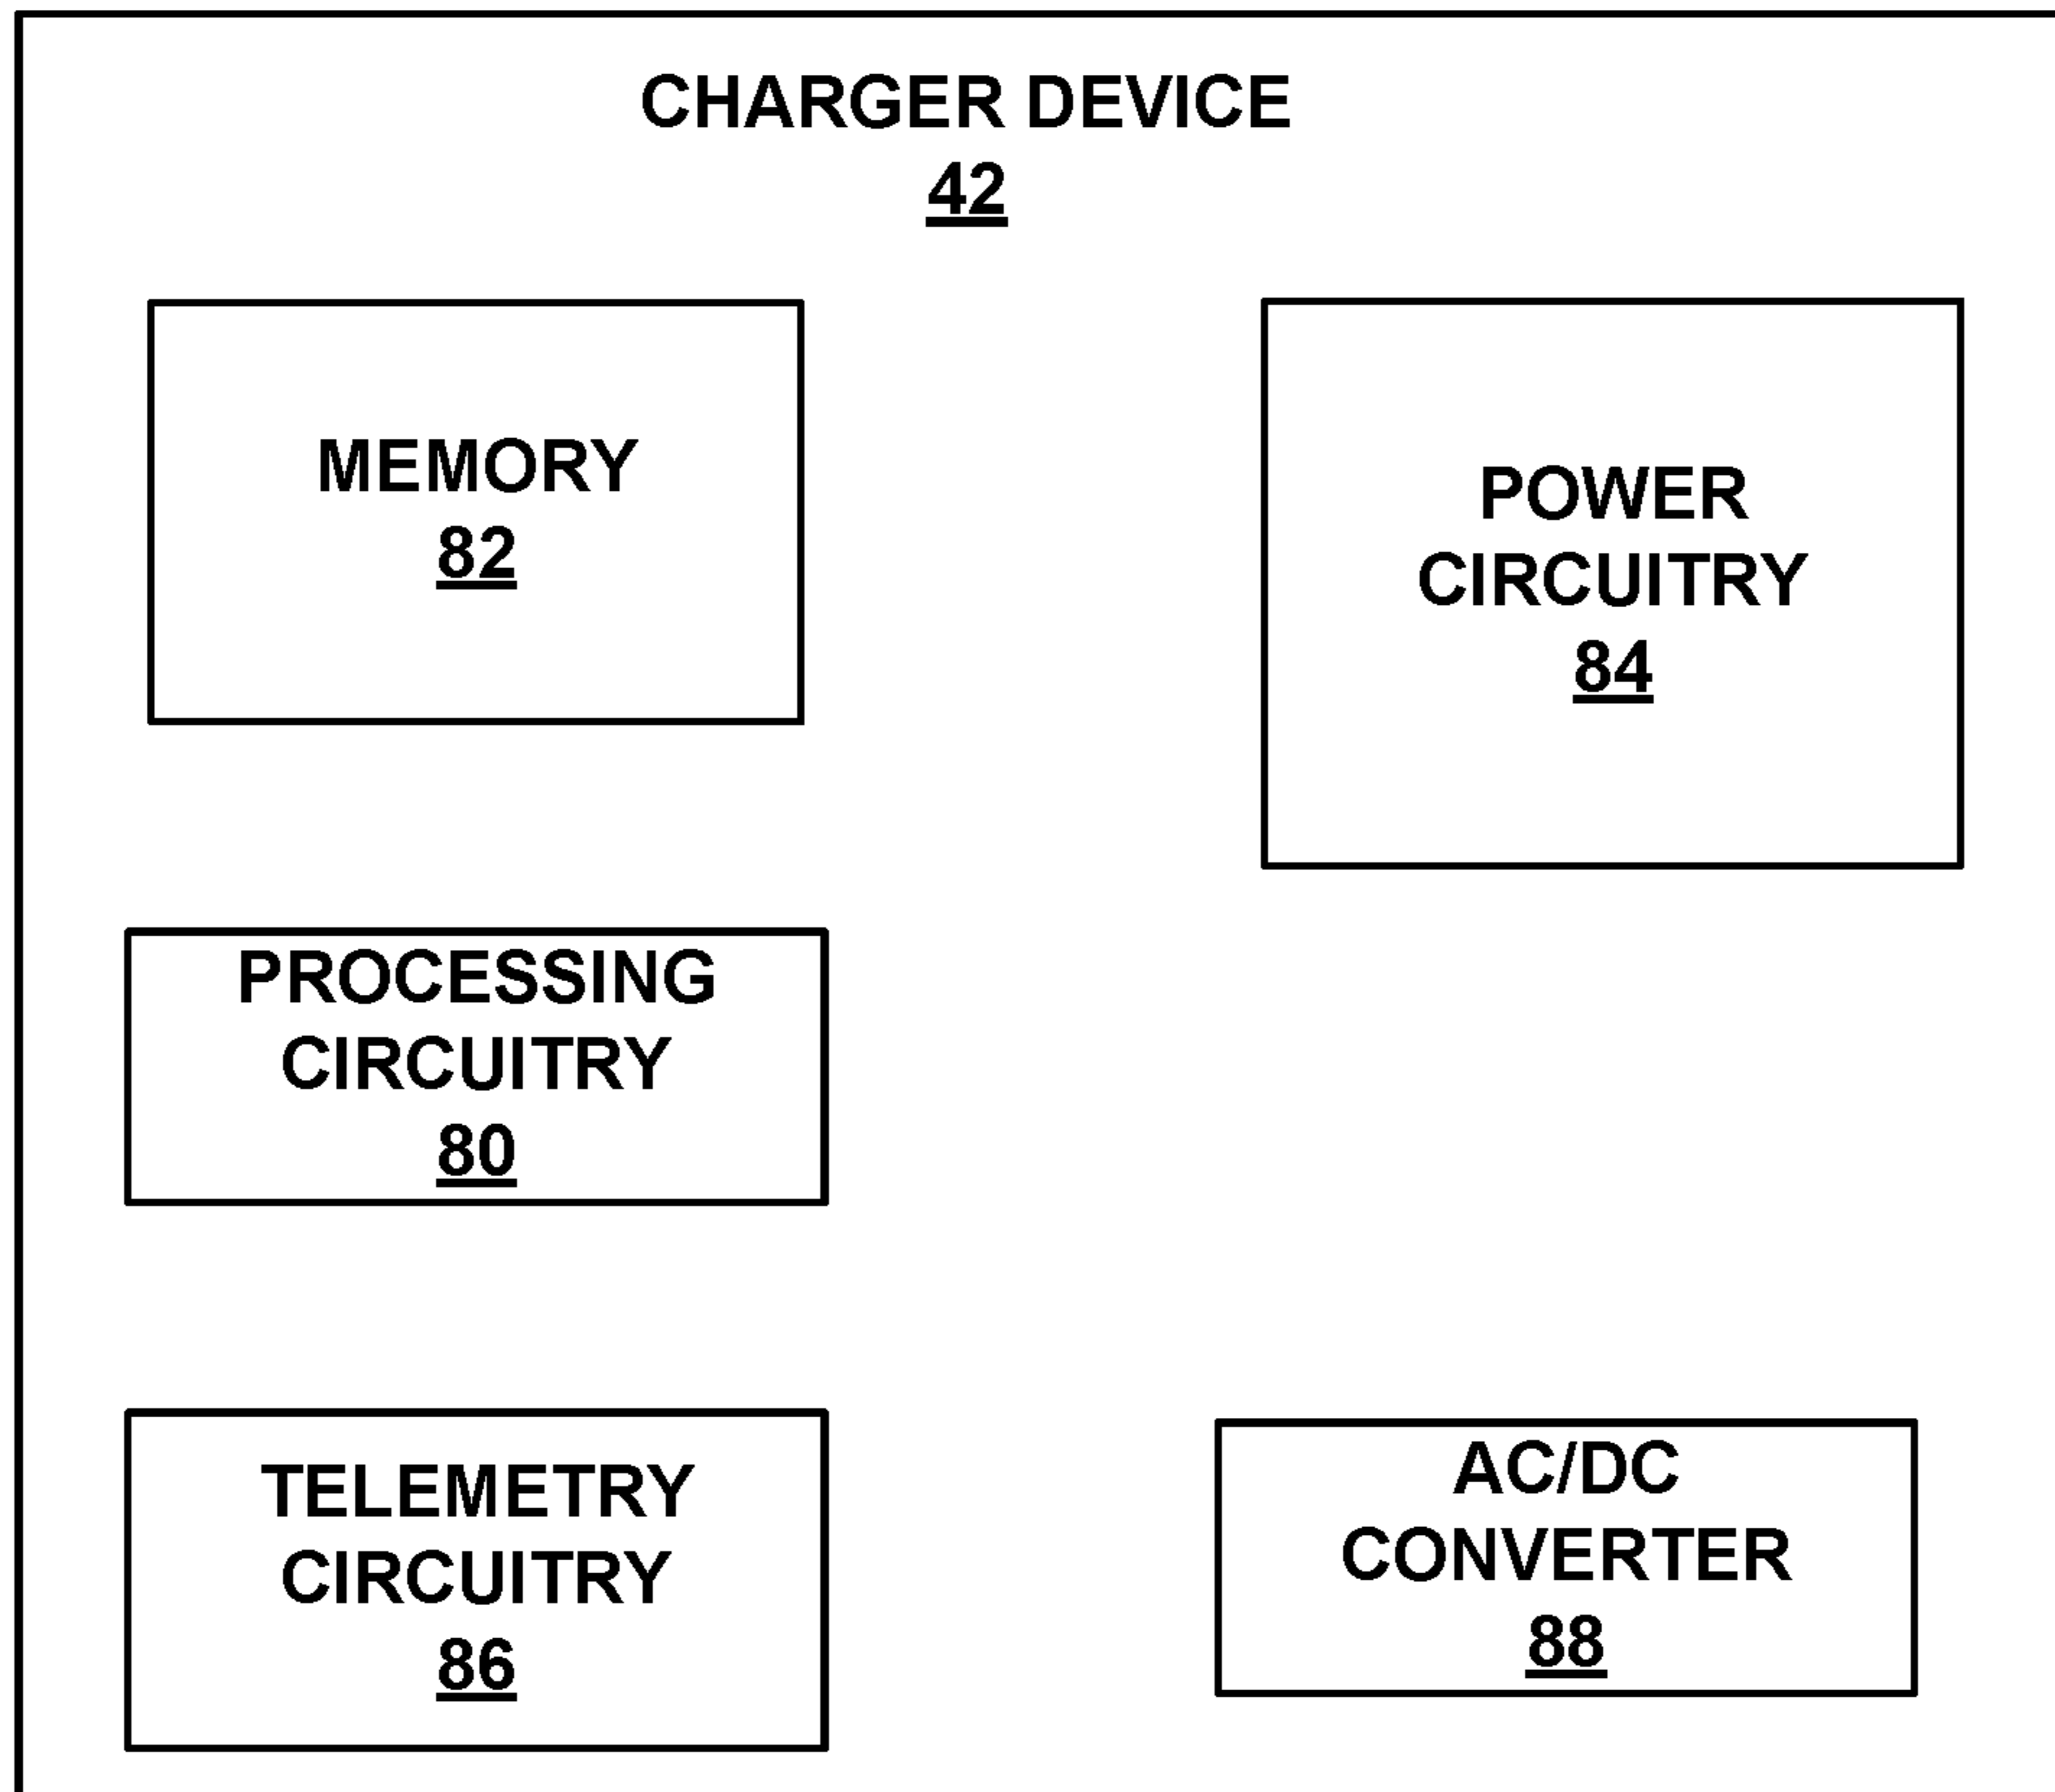 CHARGER DEVICE
42
MEMORY
82
POWER
CIRCUITRY
84
PROCESSING
CIRCUITRY
80
TELEMETRY
CIRCUITRY
86
AC/DC
CONVERTER
88